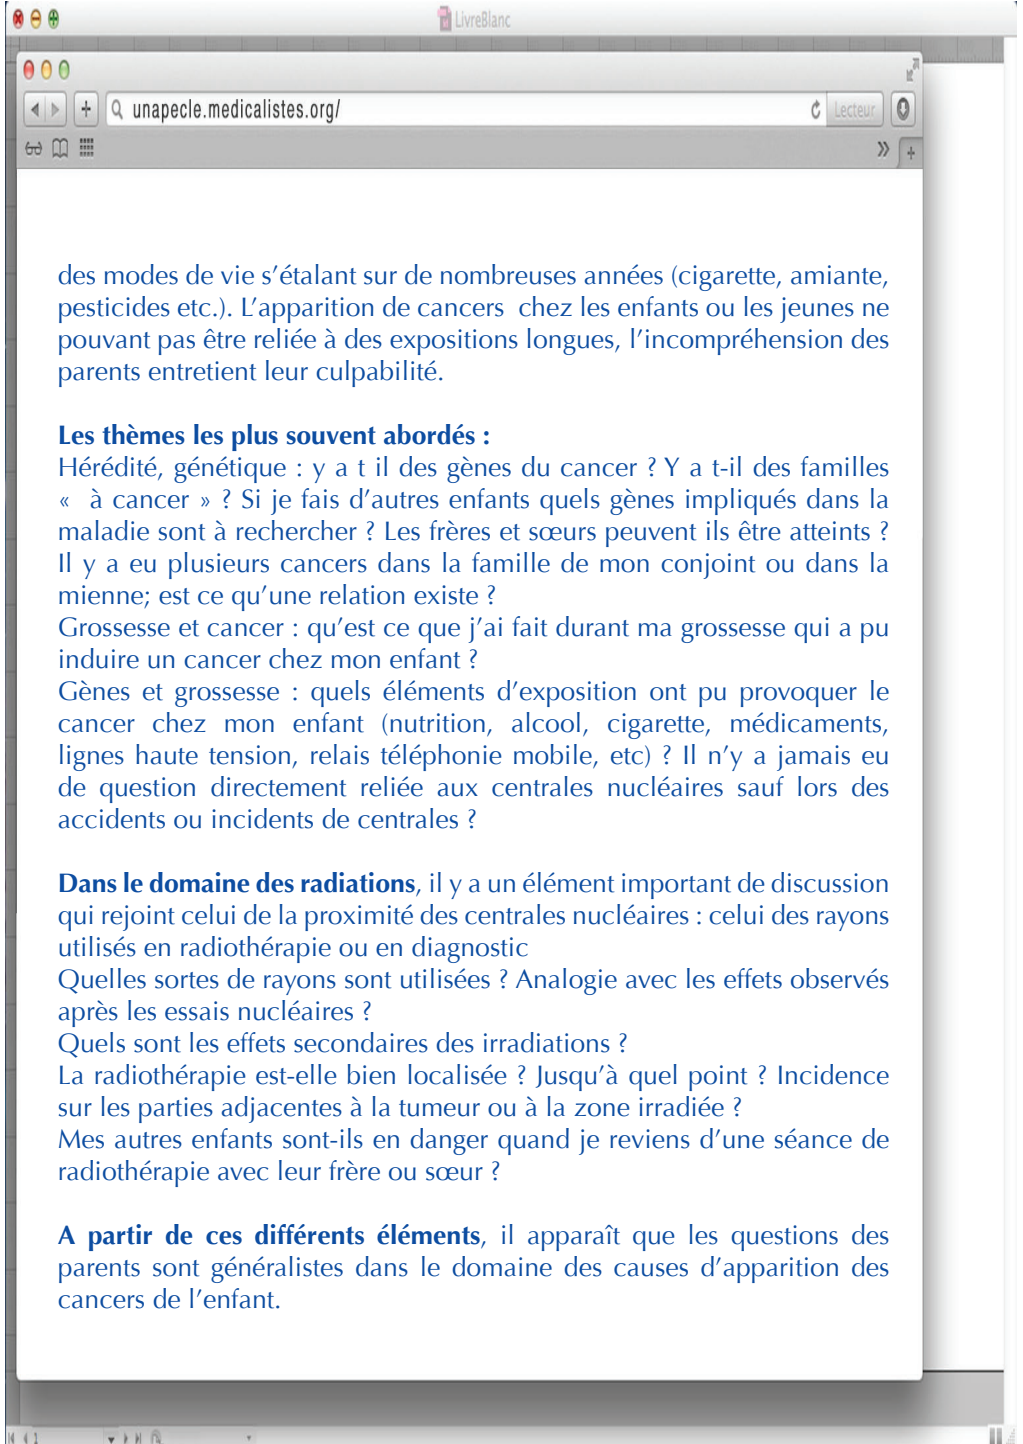 LivreBlanc
unapecle.medicalistes.org/
Lecteur
des modes de vie s’étalant sur de nombreuses années (cigarette, amiante,
pesticides etc.). L’apparition de cancers  chez les enfants ou les jeunes ne
pouvant pas être reliée à des expositions longues, l’incompréhension des
parents entretient leur culpabilité.
Les thèmes les plus souvent abordés :
Hérédité, génétique : y a t il des gènes du cancer ? Y a t-il des familles
«  à cancer » ? Si je fais d’autres enfants quels gènes impliqués dans la
maladie sont à rechercher ? Les frères et sœurs peuvent ils être atteints ?
Il y a eu plusieurs cancers dans la famille de mon conjoint ou dans la
mienne; est ce qu’une relation existe ?
Grossesse et cancer : qu’est ce que j’ai fait durant ma grossesse qui a pu
induire un cancer chez mon enfant ?
Gènes et grossesse : quels éléments d’exposition ont pu provoquer le
cancer chez mon enfant (nutrition, alcool, cigarette, médicaments,
lignes haute tension, relais téléphonie mobile, etc) ? Il n’y a jamais eu
de question directement reliée aux centrales nucléaires sauf lors des
accidents ou incidents de centrales ?
Dans le domaine des radiations, il y a un élément important de discussion
qui rejoint celui de la proximité des centrales nucléaires : celui des rayons
utilisés en radiothérapie ou en diagnostic
Quelles sortes de rayons sont utilisées ? Analogie avec les effets observés
après les essais nucléaires ?
Quels sont les effets secondaires des irradiations ?
La radiothérapie est-elle bien localisée ? Jusqu’à quel point ? Incidence
sur les parties adjacentes à la tumeur ou à la zone irradiée ?
Mes autres enfants sont-ils en danger quand je reviens d’une séance de
radiothérapie avec leur frère ou sœur ?
A partir de ces différents éléments, il apparaît que les questions des
parents sont généralistes dans le domaine des causes d’apparition des
cancers de l’enfant.
1